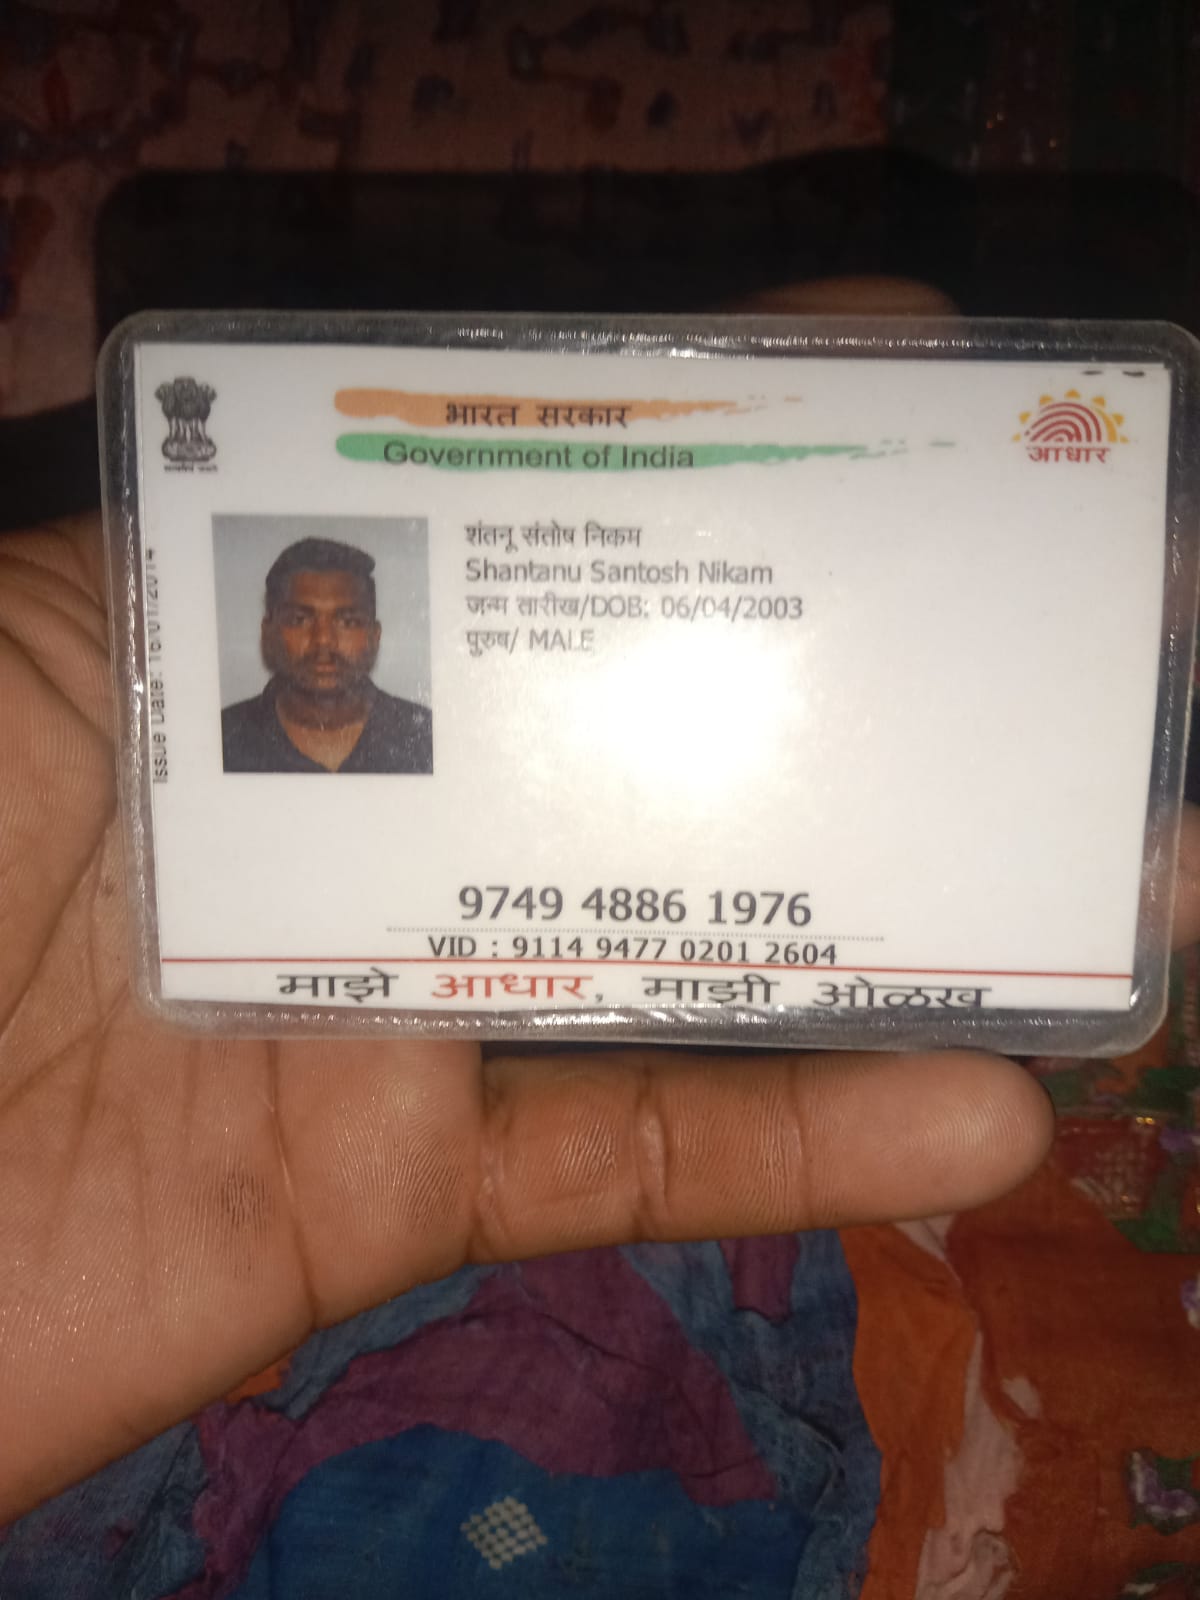 भारत सरकार
Government of India
आधार
शंतनू संतोष निकम
Shantanu Santosh Nikam
जन्म तारीख/DOB: 06/04/2003
पुरुष/ MALE
Issue Date:
9749 4886 1976
VID : 9114 9477 0201 2604
माझे आधार, माझी ओळख